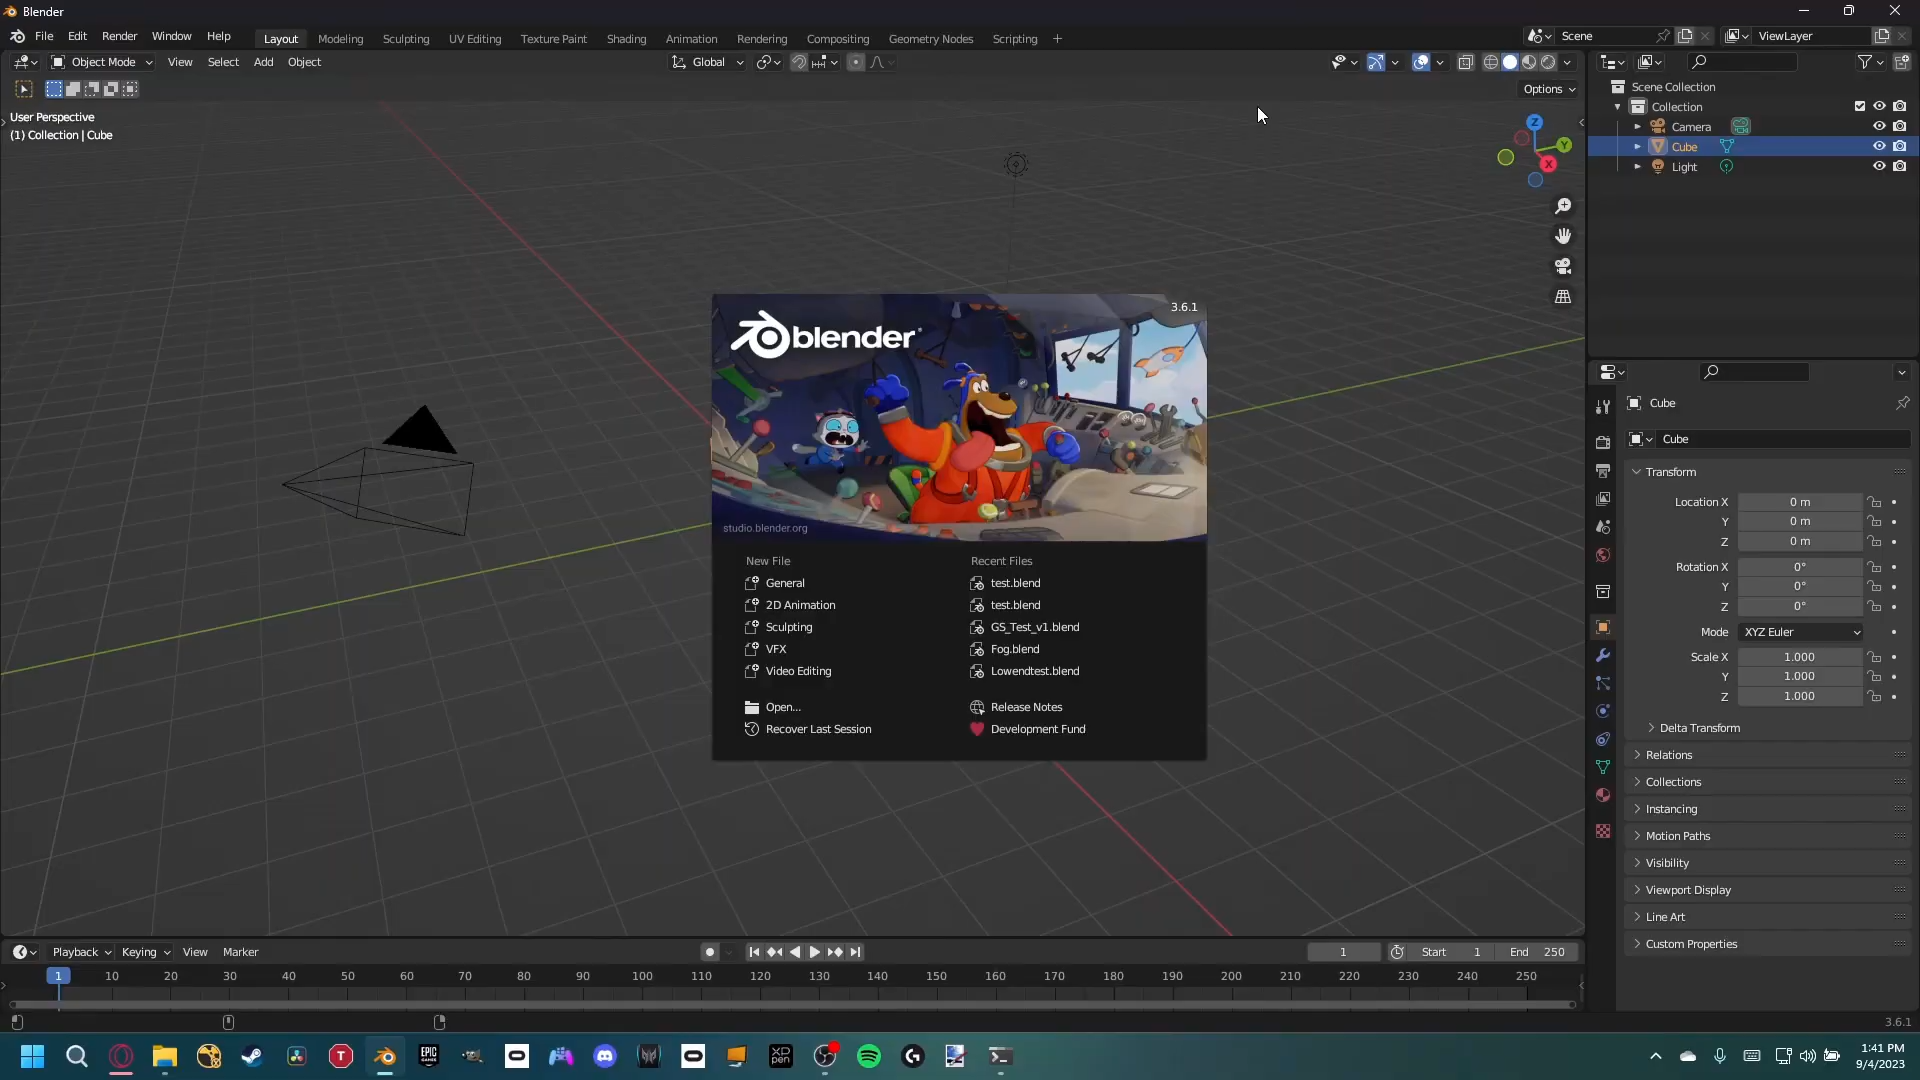 Blender
File Edit Render Window Help
Layout Modeling Sculpting UV Editing Texture Paint Shading Animation Rendering Compositing Geometry Nodes Scripting +
Scene
ViewLayer
Object Mode View Select Add Object
Global
Options
User Perspective
(1) Collection | Cube
Z
Y
X
Scene Collection
Collection
Camera
Cube
Light
3.6.1
blender
studio.blender.org
New File
General
2D Animation
Sculpting
VFX
Video Editing
Open...
Recover Last Session
Recent Files
test.blend
test.blend
GS_Test_v1.blend
Fog.blend
Lowendtest.blend
Release Notes
Development Fund
Cube
Cube
Transform
Location X 0 m
Y 0 m
Z 0 m
Rotation X 0°
Y 0°
Z 0°
Mode XYZ Euler
Scale X 1.000
Y 1.000
Z 1.000
Delta Transform
Relations
Collections
Instancing
Motion Paths
Visibility
Viewport Display
Line Art
Custom Properties
Playback Keying View Marker
1
Start 1 End 250
1 10 20 30 40 50 60 70 80 90 100 110 120 130 140 150 160 170 180 190 200 210 220 230 240 250
3.6.1
T
EPIC GAMES
XP PEN
1:41 PM
9/4/2023